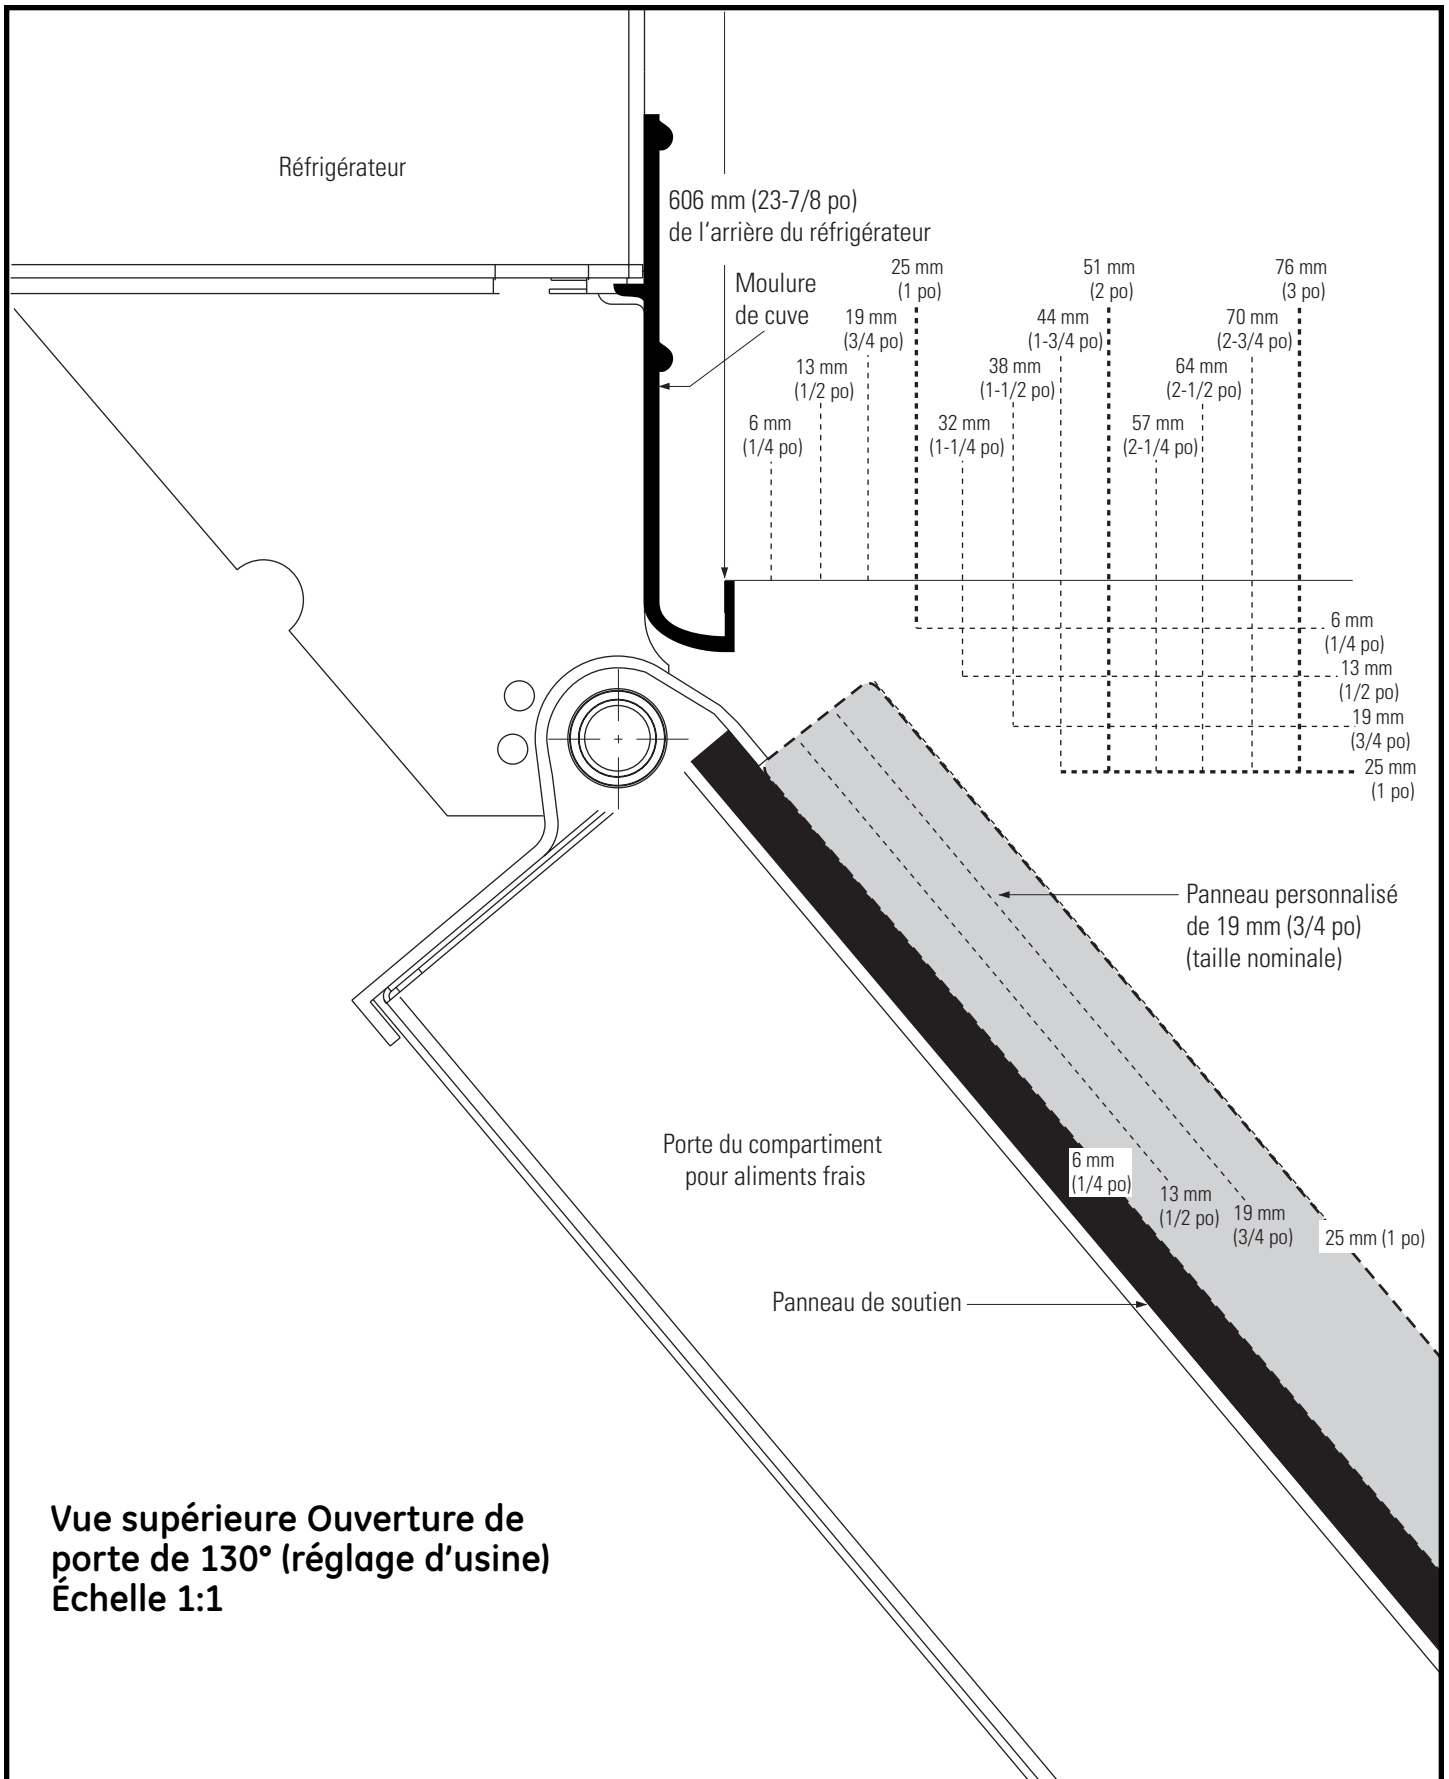 Réfrigérateur
606 mm (23-7/8 po)
de l'arrière du réfrigérateur
Moulure
de cuve
25 mm
(1 po)
51 mm
(2 po)
76 mm
(3 po)
19 mm
(3/4 po)
44 mm
(1-3/4 po)
70 mm
(2-3/4 po)
13 mm
(1/2 po)
38 mm
(1-1/2 po)
64 mm
(2-1/2 po)
6 mm
(1/4 po)
32 mm
(1-1/4 po)
57 mm
(2-1/4 po)
6 mm
(1/4 po)
13 mm
(1/2 po)
19 mm
(3/4 po)
25 mm
(1 po)
Panneau personnalisé
de 19 mm (3/4 po)
(taille nominale)
Porte du compartiment
pour aliments frais
6 mm
(1/4 po)
13 mm
(1/2 po)
19 mm
(3/4 po)
25 mm (1 po)
Panneau de soutien
Vue supérieure Ouverture de
porte de 130° (réglage d'usine)
Échelle 1:1